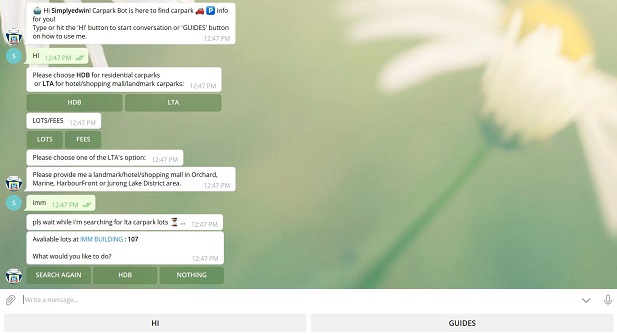 Hi Simplyedwin! Carpark Bot is here to find carpark 🚗 🅿 info
for you!
Type or hit the 'Hi' button to start conversation or 'GUIDES' button
on how to use me.
12:47 PM
S
HI 12:47 PM
Please choose HDB for residential carparks
or LTA for hotel/shopping mall/landmark carparks: 12:47 PM
HDB LTA
LOTS/FEES 12:47 PM
LOTS FEES
Please choose one of the LTA's option: 12:47 PM
Please provide me a landmark/hotel/shopping mall in Orchard,
Marine, HarbourFront or Jurong Lake District area. 12:47 PM
S
imm 12:47 PM
pls wait while i'm searching for lta carpark lots ⏳ .. 12:47 PM
Avaliable lots at IMM BUILDING : 107
What would you like to do?
12:47 PM
SEARCH AGAIN HDB NOTHING
Write a message...
HI GUIDES